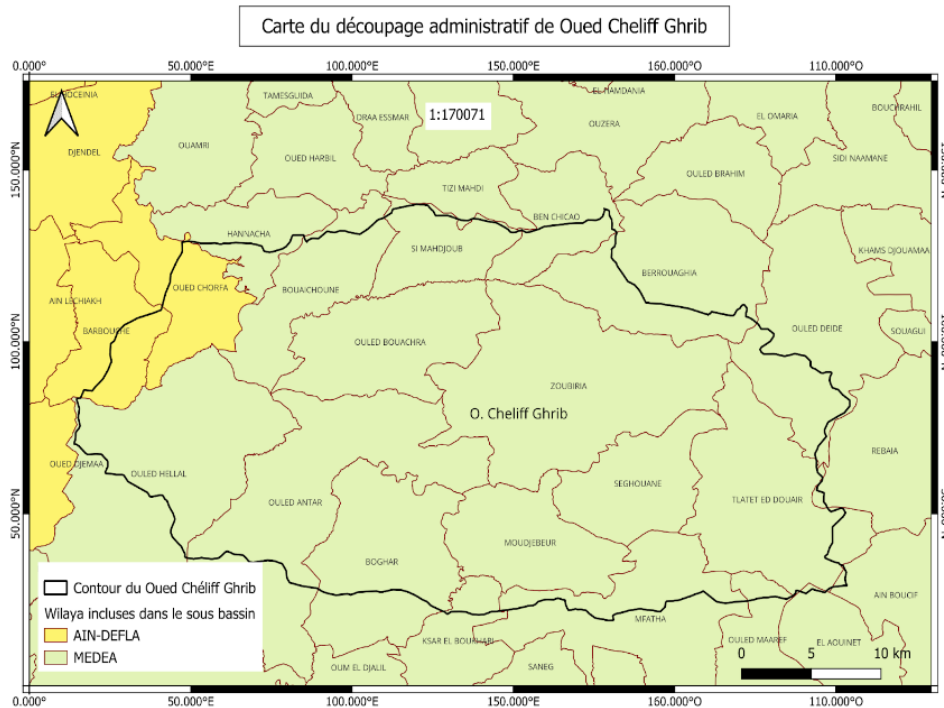 Carte du découpage administratif de Oued Cheliff Ghrib
0.000°E 50.000°E 100.000°E 150.000°E 160.000°E 110.000°E
EL HOCEINIA TAMESGUIDA EL HAMDANIA BOUCHRAHIL
DRAA ESSMAR 1:170071 OUZERA EL OMARIA
DJENDEL OUAMRI OUED HARBIL SIDI NAAMANE
150.000°N TIZI MAHDI OULED BRAHIM
HANNACHA BEN CHICAO
SI MAHDJOUB KHAMS DJOUAMAA
OUED CHORFA BOUAICHOUNE BERROUAGHIA
AIN LECHIAKH
BARBOUCHE OULED DEIDE SOUAGUI
100.000°N OULED BOUACHRA
ZOUBIRIA
O. Cheliff Ghrib
OUED DJEMAA OULED HELLAL REBAIA
SEGHOUANE
OULED ANTAR TLATET ED DOUAIR
50.000°N
MOUDJEBEUR
BOGHAR
Contour du Oued Chéliff Ghrib
AIN BOUCIF
Wilaya incluses dans le sous bassin
MFATHA
AIN-DEFLA
KSAR EL BOUKHARI OULED MAAREF EL AOUINET
MEDEA
OUM EL DJALIL SANEG
0 5 10 km
0.000°E 50.000°E 100.000°E 150.000°E 160.000°E 110.000°E